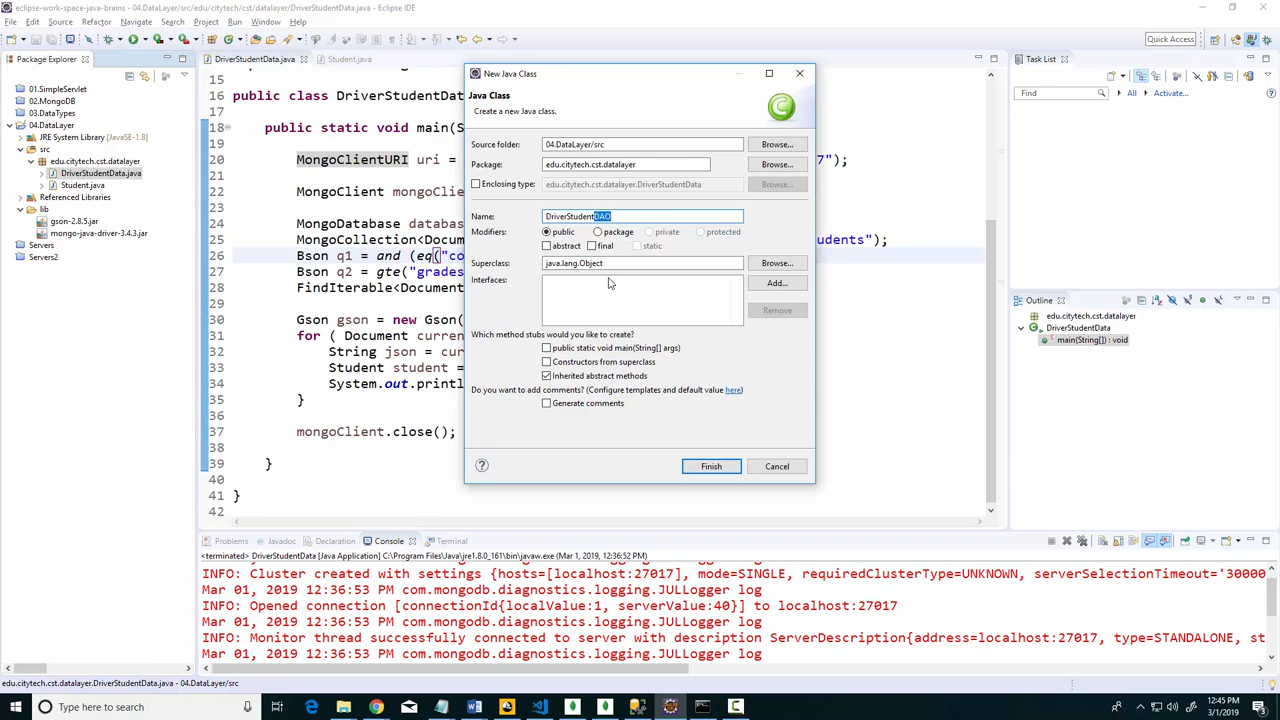 eclipse-work-space-java-brains - 04.DataLayer/src/edu/citytech/cst/datalayer/DriverStudentData.java - Eclipse IDE
File Edit Source Refactor Navigate Search Project Run Window Help
Quick Access
Package Explorer
01.SimpleServlet
02.MongoDB
03.DataTypes
04.DataLayer
JRE System Library [JavaSE-1.8]
src
edu.citytech.cst.datalayer
DriverStudentData.java
Student.java
Referenced Libraries
lib
gson-2.8.5.jar
mongo-java-driver-3.4.3.jar
Servers
Servers2
DriverStudentData.java Student.java
15
16 public class DriverStudentDat
17
18 public static void main(S
20 MongoClientURI uri = 7");
22 MongoClient mongoclie
24 MongoDatabase databas
25 MongoCollection<Docum udents");
26 Bson q1 = and (eq("co
27 Bson q2 = gte("grades
28 FindIterable<Document
30 Gson gson = new Gson(
31 for ( Document curren
32 String json = cur
33 Student student =
34 System.out.printl
35 }
37 mongoClient.close();
38
39 }
40
41 }
42
New Java Class
Java Class
Create a new Java class.
Source folder: 04.DataLayer/src Browse...
Package: edu.citytech.cst.datalayer Browse...
Enclosing type: edu.citytech.cst.datalayer.DriverStudentData Browse...
Name: DriverStudentDAO
Modifiers: public package private protected
abstract final static
Superclass: java.lang.Object Browse...
Interfaces: Add...
Remove
Which method stubs would you like to create?
public static void main(String[] args)
Constructors from superclass
Inherited abstract methods
Do you want to add comments? (Configure templates and default value here)
Generate comments
? Finish Cancel
Task List
Find All Activate...
Outline
edu.citytech.cst.datalayer
DriverStudentData
main(String[]) : void
Problems Javadoc Declaration Console Terminal
<terminated> DriverStudentData [Java Application] C:\Program Files\Java\jre1.8.0_161\bin\javaw.exe (Mar 1, 2019, 12:36:52 PM)
INFO: Cluster created with settings {hosts=[localhost:27017], mode=SINGLE, requiredClusterType=UNKNOWN, serverSelectionTimeout='30000
Mar 01, 2019 12:36:53 PM com.mongodb.diagnostics.logging.JULLogger log
INFO: Opened connection [connectionId{localValue:1, serverValue:40}] to localhost:27017
Mar 01, 2019 12:36:53 PM com.mongodb.diagnostics.logging.JULLogger log
INFO: Monitor thread successfully connected to server with description ServerDescription{address=localhost:27017, type=STANDALONE, st
Mar 01, 2019 12:36:53 PM com.mongodb.diagnostics.logging.JULLogger log
edu.citytech.cst.datalayer.DriverStudentData.java - 04.DataLayer/src
Type here to search
12:45 PM
3/1/2019